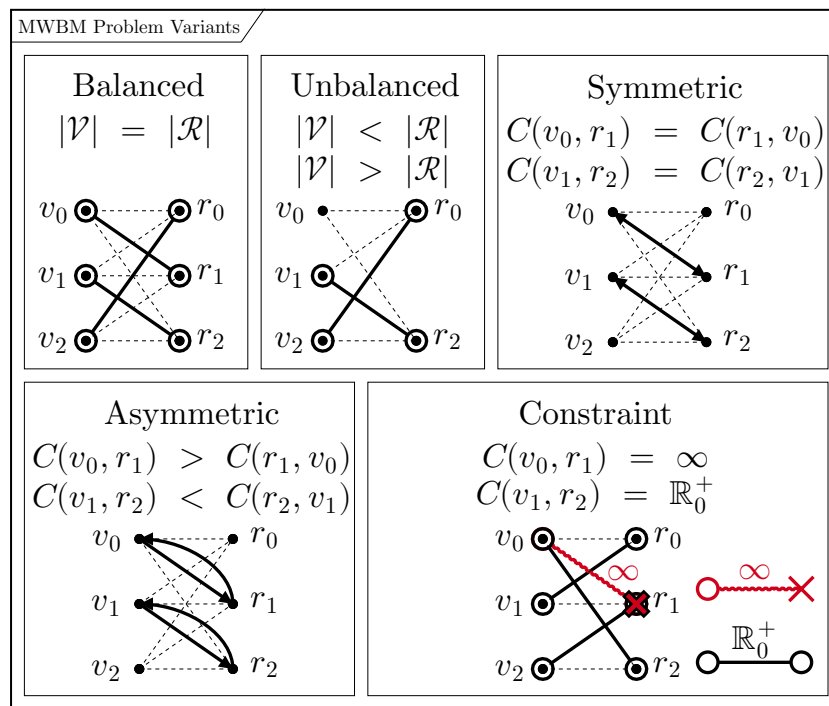 MWBM Problem Variants
Balanced
|𝒱| = |ℛ|
v₀ r₀
v₁ r₁
v₂ r₂
Unbalanced
|𝒱| < |ℛ|
|𝒱| > |ℛ|
v₀ r₀
v₁
v₂ r₂
Symmetric
C(v₀, r₁) = C(r₁, v₀)
C(v₁, r₂) = C(r₂, v₁)
v₀ r₀
v₁ r₁
v₂ r₂
Asymmetric
C(v₀, r₁) > C(r₁, v₀)
C(v₁, r₂) < C(r₂, v₁)
v₀ r₀
v₁ r₁
v₂ r₂
Constraint
C(v₀, r₁) = ∞
C(v₁, r₂) = ℝ₀⁺
v₀ r₀
∞ ∞
v₁ r₁
v₂ r₂
ℝ₀⁺